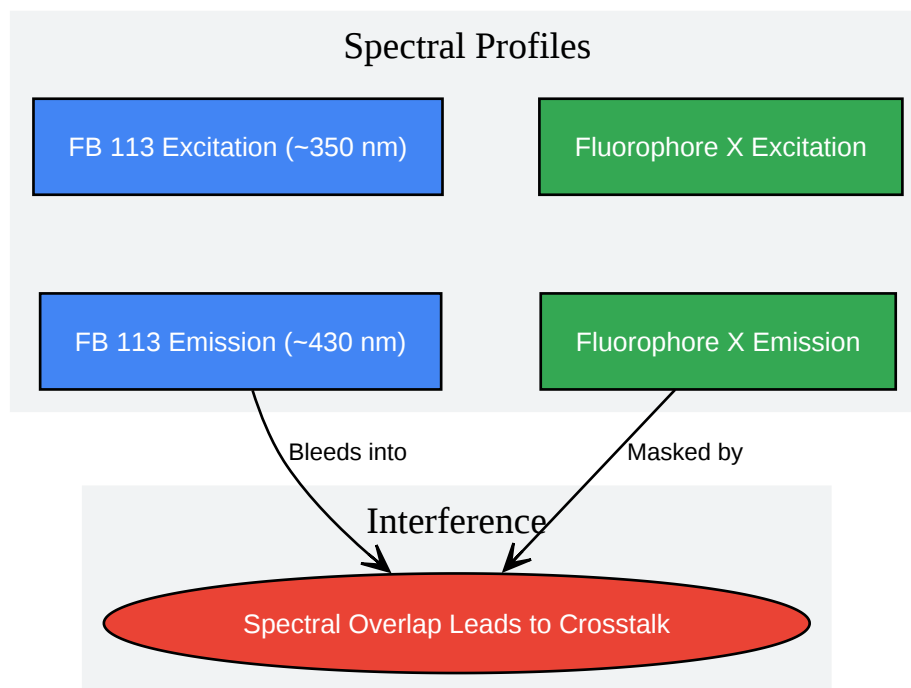 Spectral Profiles
FB 113 Excitation (~350 nm)
Fluorophore X Excitation
FB 113 Emission (~430 nm)
Fluorophore X Emission
Bleeds into
Masked by
Interference
Spectral Overlap Leads to Crosstalk